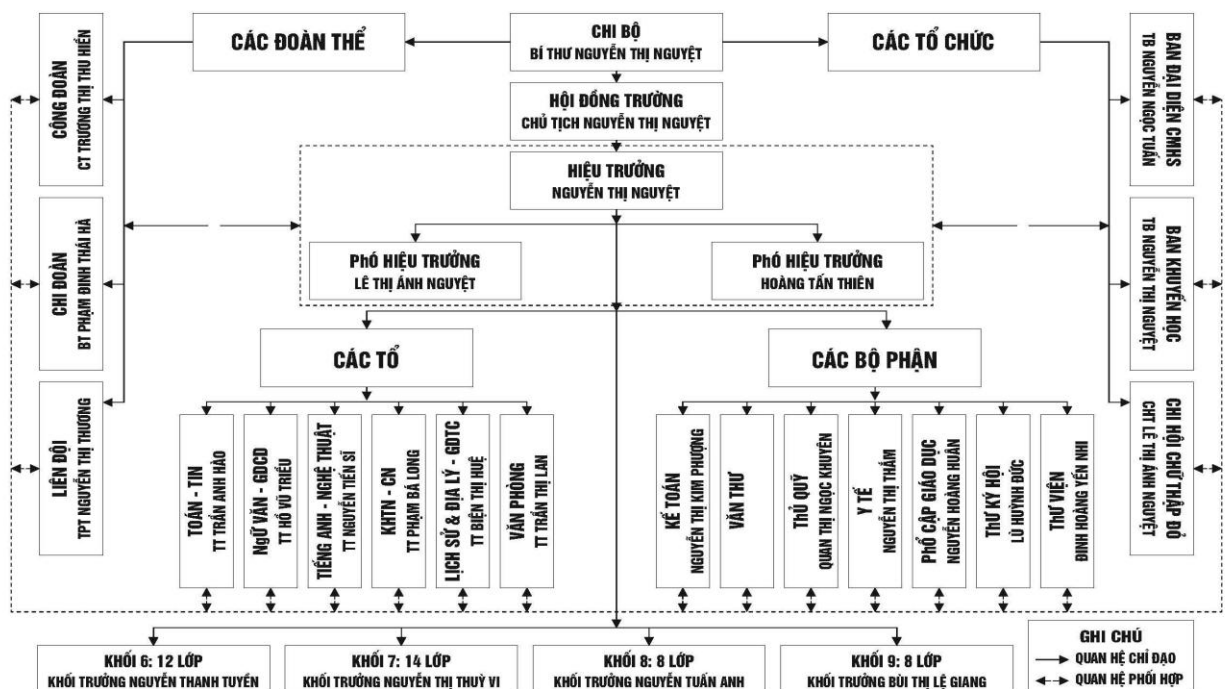 CÁC ĐOÀN THỂ
CHI BỘ
BÍ THƯ NGUYỄN THỊ NGUYỆT
CÁC TỔ CHỨC
HỘI ĐỒNG TRƯỜNG
CHỦ TỊCH NGUYỄN THỊ NGUYỆT
HIỆU TRƯỞNG
NGUYỄN THỊ NGUYỆT
PHÓ HIỆU TRƯỞNG
LÊ THỊ ÁNH NGUYỆT
PHÓ HIỆU TRƯỞNG
HOÀNG TẤN THIÊN
CÔNG ĐOÀN
CT TRƯƠNG THỊ THU HIỀN
CHI ĐOÀN
BT PHẠM ĐINH THÁI HÀ
LIÊN ĐỘI
TPT NGUYỄN THỊ THƯƠNG
BAN ĐẠI DIỆN CMHS
TB NGUYỄN NGỌC TUẤN
BAN KHUYẾN HỌC
TB NGUYỄN THỊ NGUYỆT
CHI HỘI CHỮ THẬP ĐỎ
CHT LÊ THỊ ÁNH NGUYỆT
CÁC TỔ
CÁC BỘ PHẬN
TOÁN - TIN
TT TRẦN ANH HÀO
NGỮ VĂN - GDCD
TT HỒ VŨ TRIỀU
TIẾNG ANH - NGHỆ THUẬT
TT NGUYỄN TIẾN SĨ
KHTN - CN
TT PHẠM BÁ LONG
LỊCH SỬ & ĐỊA LÝ - GDTC
TT BIỆN THỊ HUỆ
VĂN PHÒNG
TT TRẦN THỊ LAN
KẾ TOÁN
NGUYỄN THỊ KIM PHƯỢNG
VĂN THƯ
THỦ QUỸ
QUAN THỊ NGỌC KHUYÊN
Y TẾ
NGUYỄN THỊ THẮM
PHỔ CẬP GIÁO DỤC
NGUYỄN HOÀNG HUÂN
THƯ KÝ HỘI
LÙ HUỲNH ĐỨC
THƯ VIỆN
ĐINH HOÀNG YẾN NHI
KHỐI 6: 12 LỚP
KHỐI TRƯỞNG NGUYỄN THANH TUYỀN
KHỐI 7: 14 LỚP
KHỐI TRƯỞNG NGUYỄN THỊ THUỲ VI
KHỐI 8: 8 LỚP
KHỐI TRƯỞNG NGUYỄN TUẤN ANH
KHỐI 9: 8 LỚP
KHỐI TRƯỞNG BÙI THỊ LỆ GIANG
GHI CHÚ
QUAN HỆ CHỈ ĐẠO
QUAN HỆ PHỐI HỢP